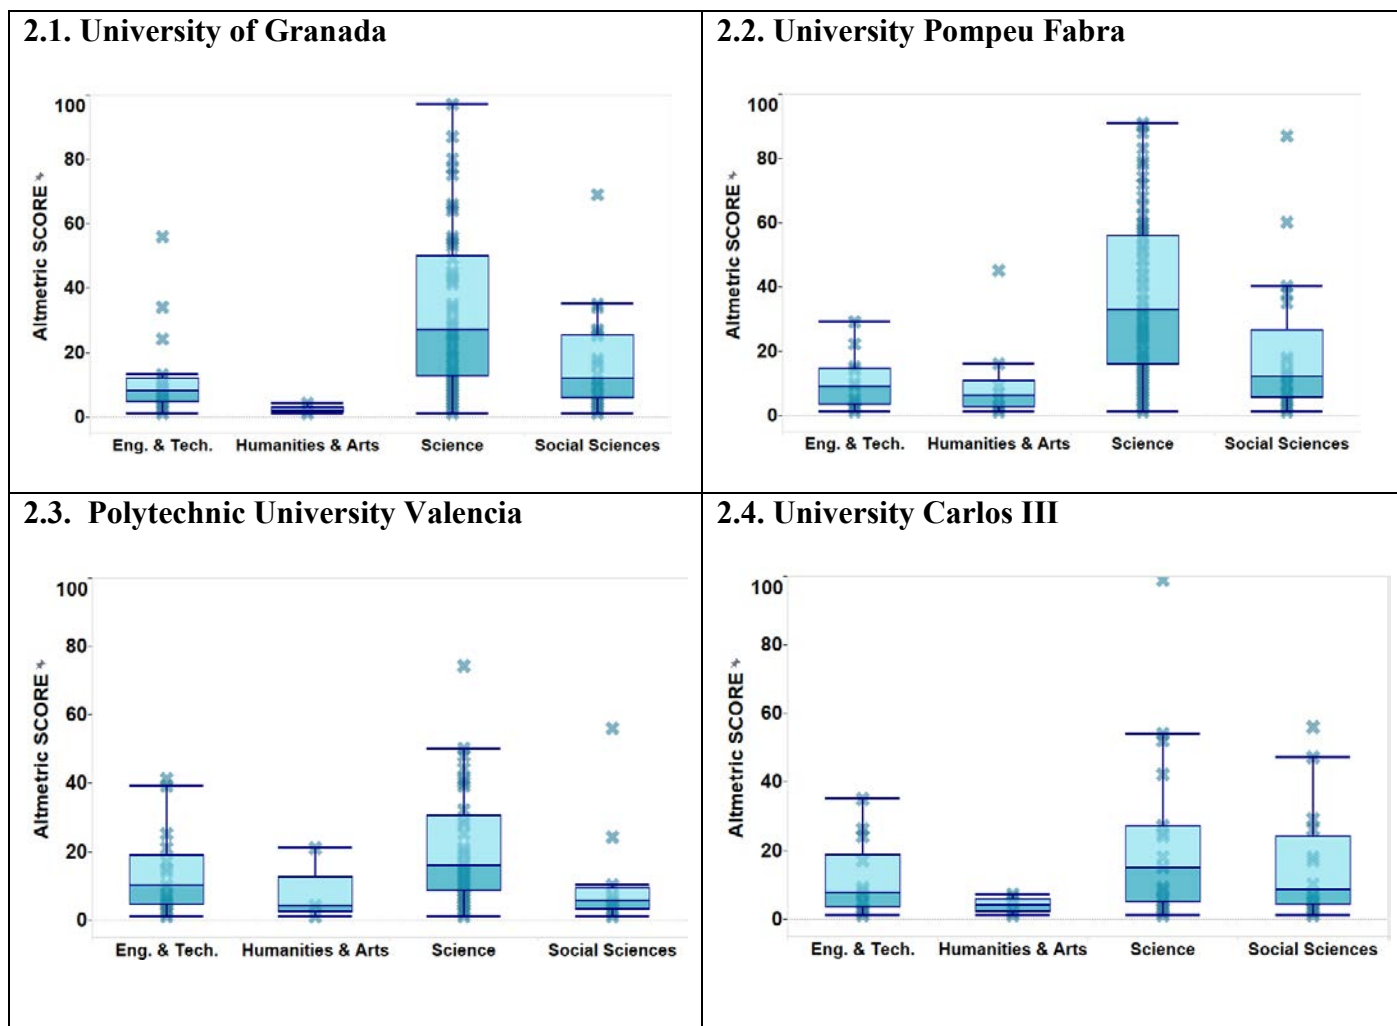 2.1. University of Granada
100
80
60
40
20
0
Altmetric SCORE
Eng. & Tech. Humanities & Arts Science Social Sciences
2.2. University Pompeu Fabra
100
80
60
40
20
0
Altmetric SCORE
Eng. & Tech. Humanities & Arts Science Social Sciences
2.3. Polytechnic University Valencia
100
80
60
40
20
0
Altmetric SCORE
Eng. & Tech. Humanities & Arts Science Social Sciences
2.4. University Carlos III
100
80
60
40
20
0
Altmetric SCORE
Eng. & Tech. Humanities & Arts Science Social Sciences